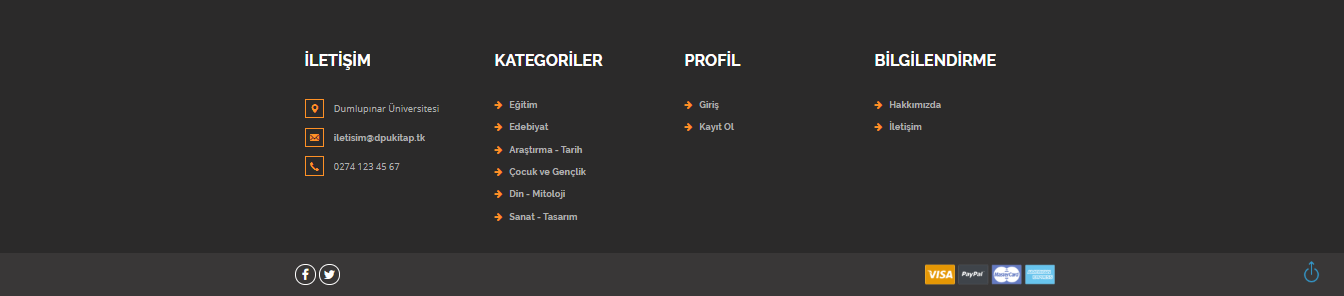 İLETİŞİM
Dumlupınar Üniversitesi
iletisim@dpukitap.tk
0274 123 45 67
KATEGORİLER
Eğitim
Edebiyat
Araştırma - Tarih
Çocuk ve Gençlik
Din - Mitoloji
Sanat - Tasarım
PROFİL
Giriş
Kayıt Ol
BİLGİLENDİRME
Hakkımızda
İletişim
VISA
PayPal
MasterCard